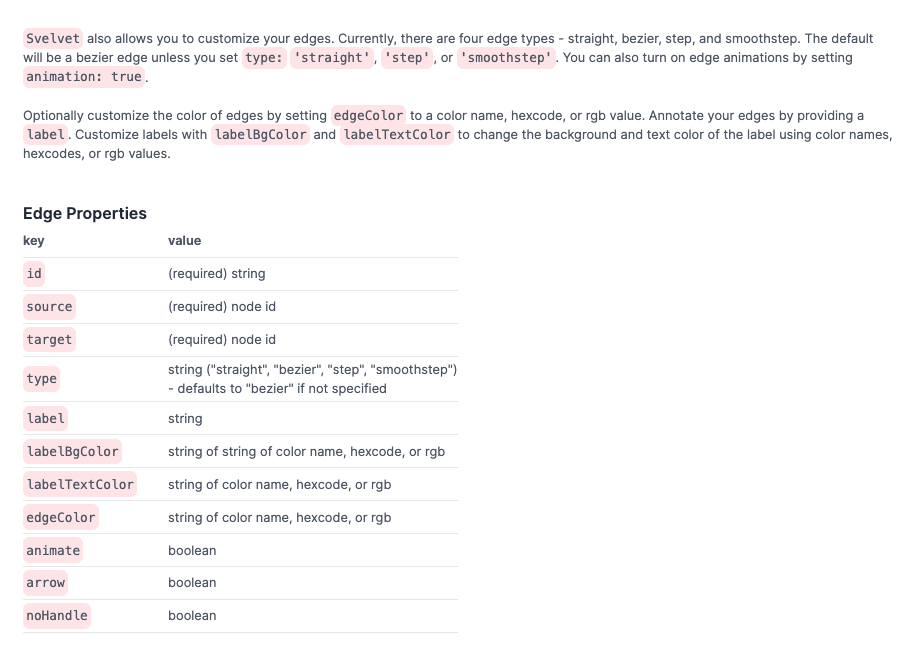 Svelvet also allows you to customize your edges. Currently, there are four edge types - straight, bezier, step, and smoothstep. The default
will be a bezier edge unless you set type: 'straight', 'step', or 'smoothstep'. You can also turn on edge animations by setting
animation: true.
Optionally customize the color of edges by setting edgeColor to a color name, hexcode, or rgb value. Annotate your edges by providing a
label. Customize labels with labelBgColor and labelTextColor to change the background and text color of the label using color names,
hexcodes, or rgb values.
Edge Properties
key value
id (required) string
source (required) node id
target (required) node id
type string ("straight", "bezier", "step", "smoothstep")
- defaults to "bezier" if not specified
label string
labelBgColor string of string of color name, hexcode, or rgb
labelTextColor string of color name, hexcode, or rgb
edgeColor string of color name, hexcode, or rgb
animate boolean
arrow boolean
noHandle boolean